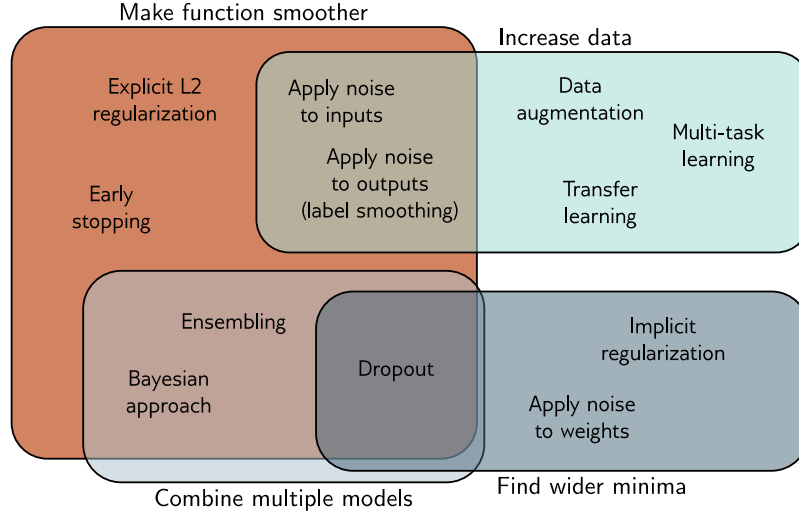 Make function smoother
Increase data
Explicit L2
regularization
Apply noise
to inputs
Data
augmentation
Multi-task
learning
Apply noise
to outputs
(label smoothing)
Early
stopping
Transfer
learning
Ensembling
Implicit
regularization
Dropout
Bayesian
approach
Apply noise
to weights
Combine multiple models
Find wider minima